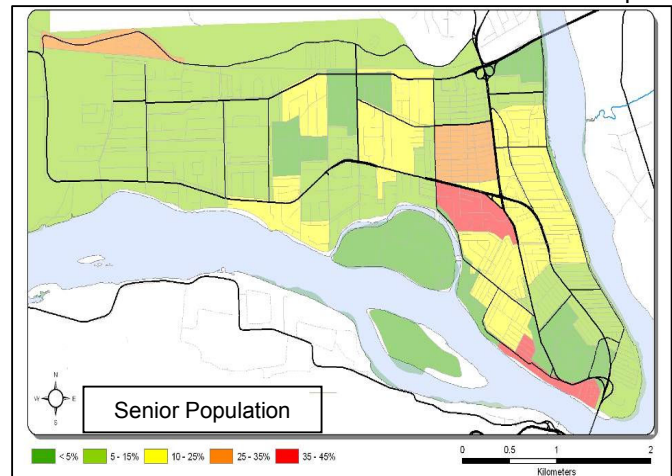 N
W E
S
Senior Population
< 5% 5 - 15% 10 - 25% 25 - 35% 35 - 45%
0 0.5 1 2
Kilometers